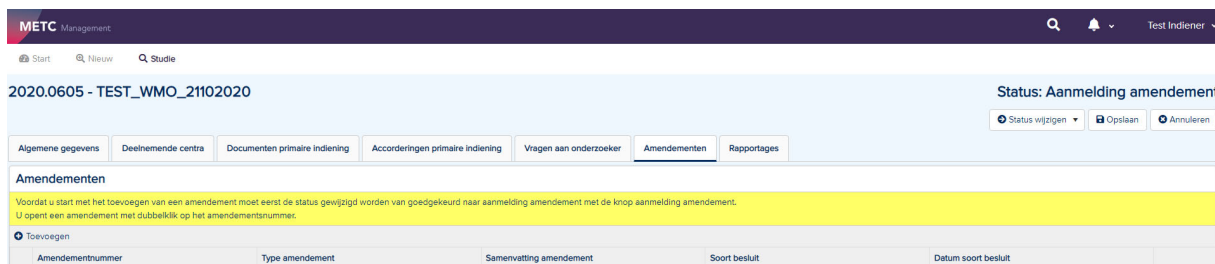 METC Management
Test Indiener
Start Nieuw Studie
2020.0605 - TEST_WMO_21102020
Status: Aanmelding amendement
Status wijzigen Opslaan Annuleren
Algemene gegevens Deelnemende centra Documenten primaire indiening Accorderingen primaire indiening Vragen aan onderzoeker Amendementen Rapportages
Amendementen
Voordat u start met het toevoegen van een amendement moet eerst de status gewijzigd worden van goedgekeurd naar aanmelding amendement met de knop aanmelding amendement.
U opent een amendement met dubbelklik op het amendementsnummer.
Toevoegen
Amendementnummer Type amendement Samenvatting amendement Soort besluit Datum soort besluit